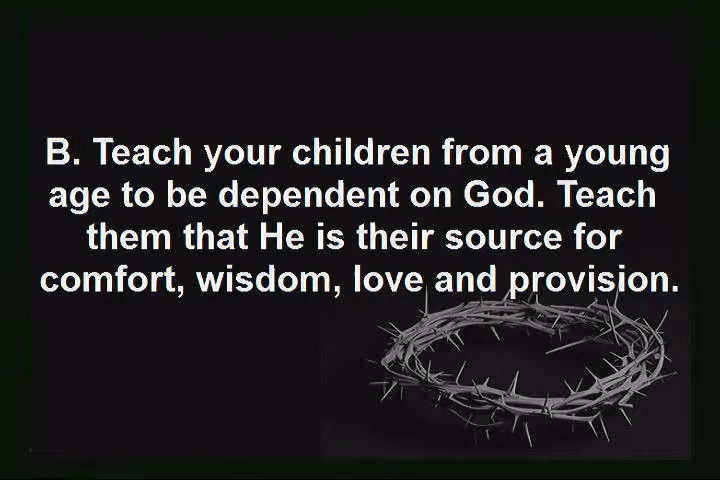 B. Teach your children from a young
age to be dependent on God. Teach
them that He is their source for
comfort, wisdom, love and provision.